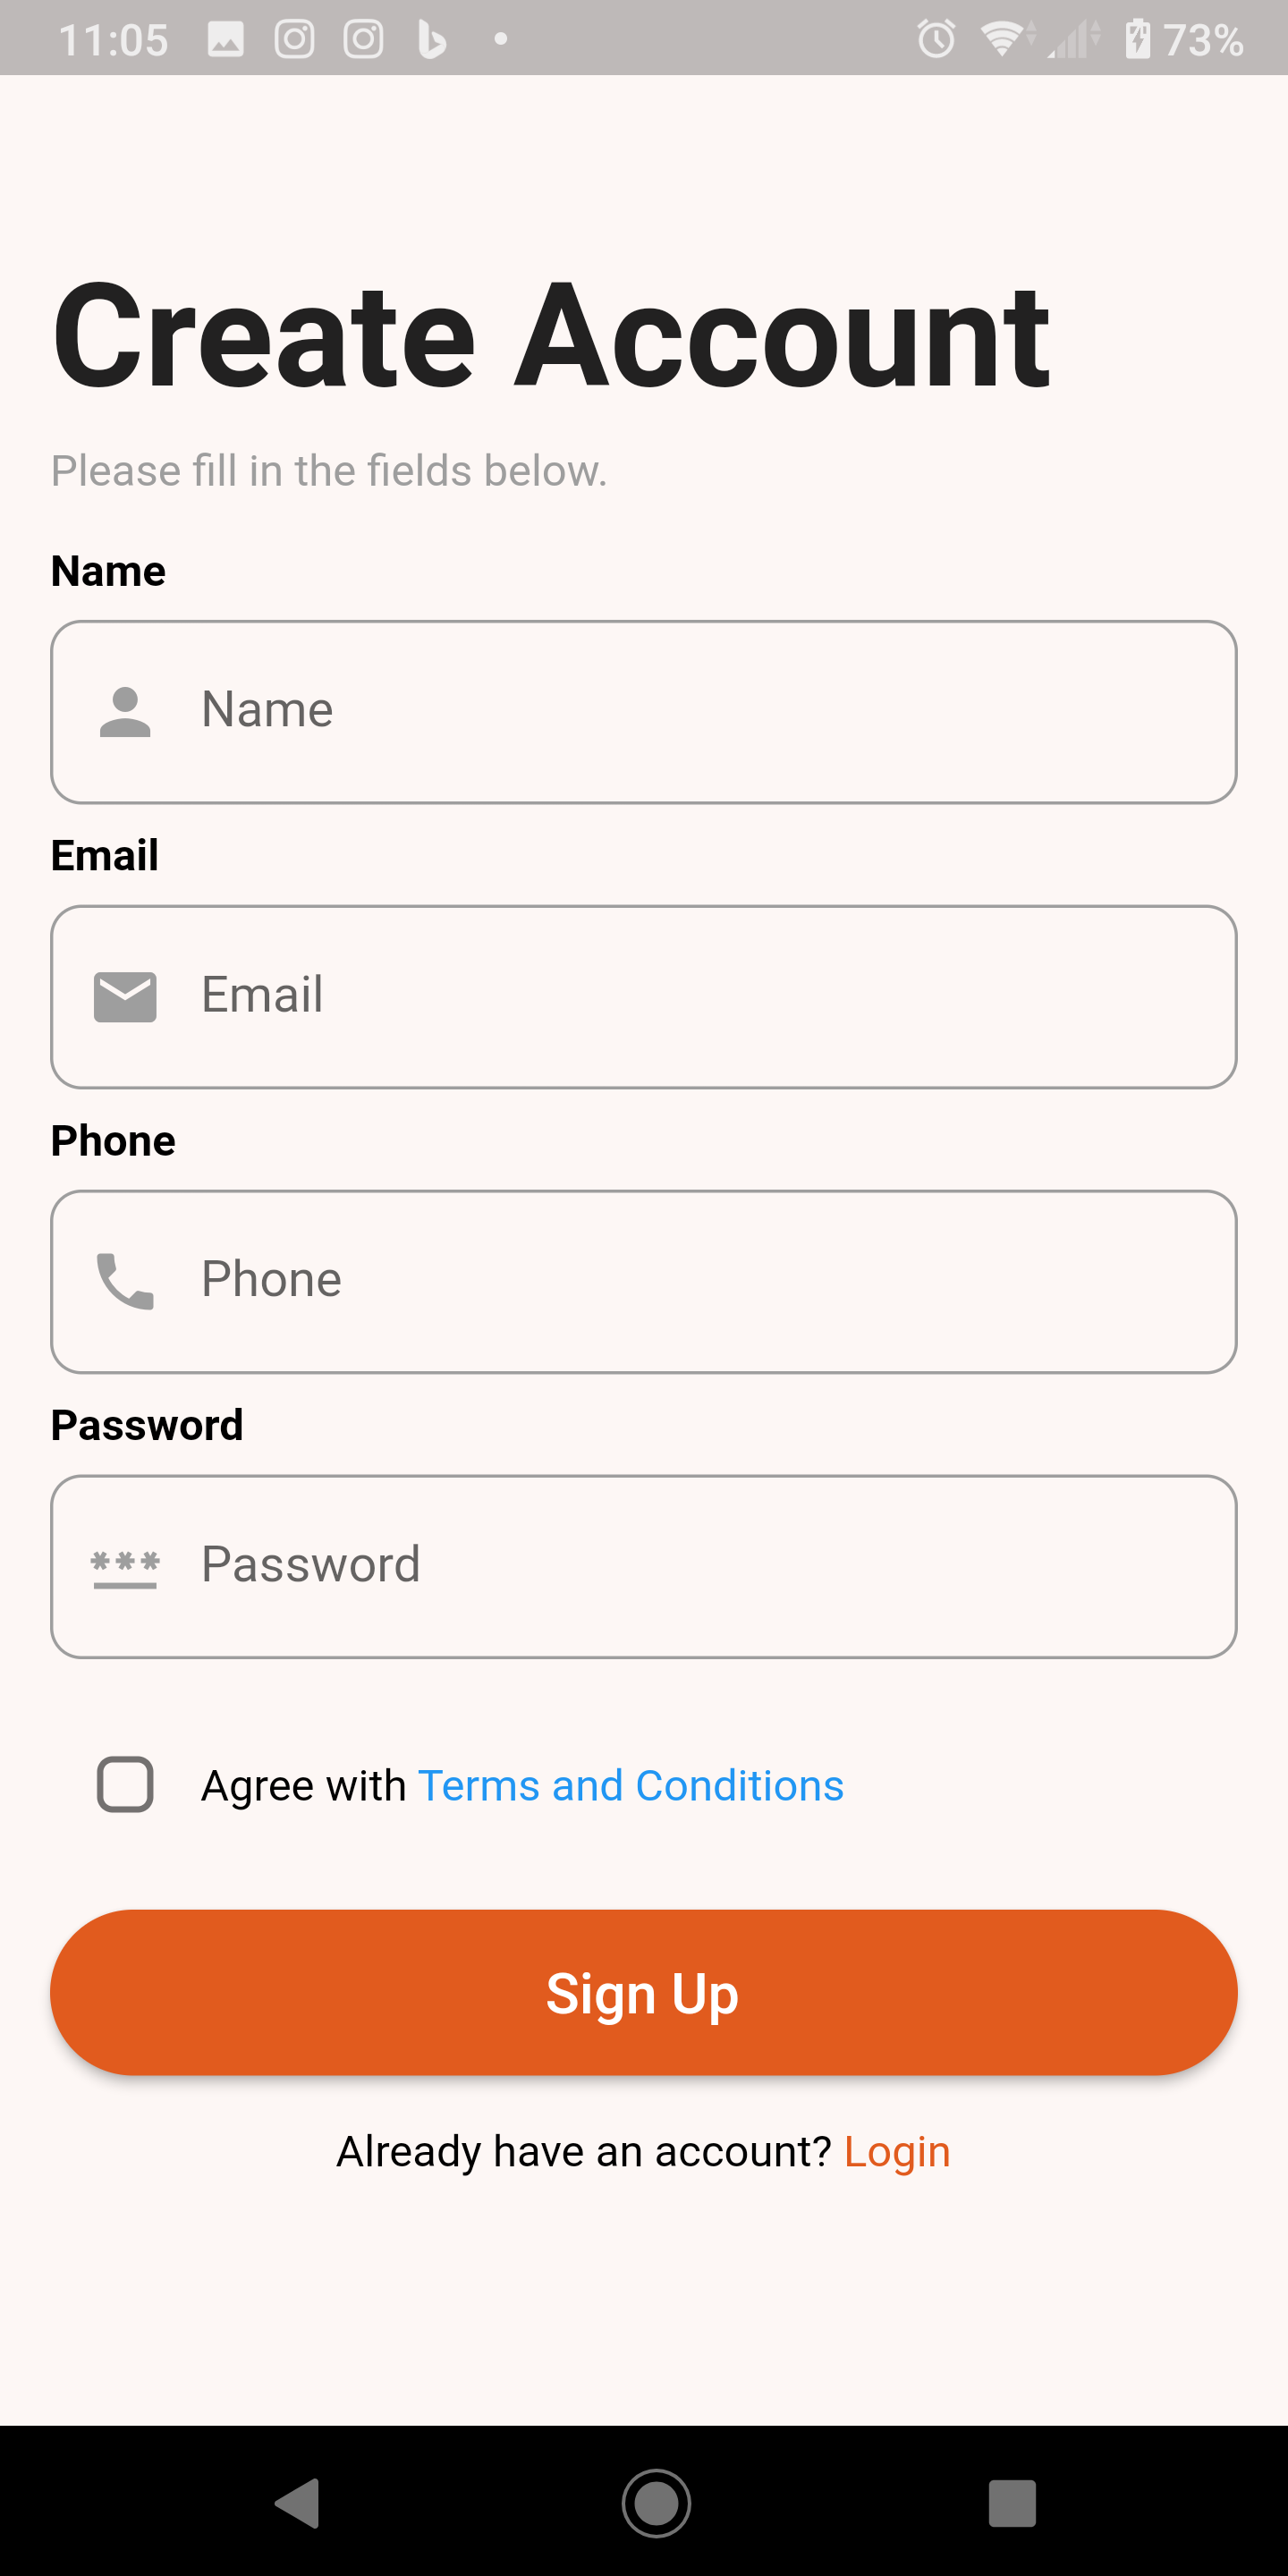 11:05 73%
Create Account
Please fill in the fields below.
Name
Name
Email
Email
Phone
Phone
Password
*** Password
Agree with Terms and Conditions
Sign Up
Already have an account? Login